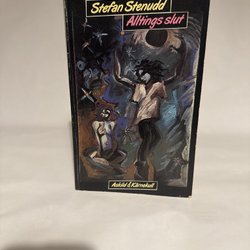 Stefan Stenudd
Alltings slut
Askild & Kärnekull